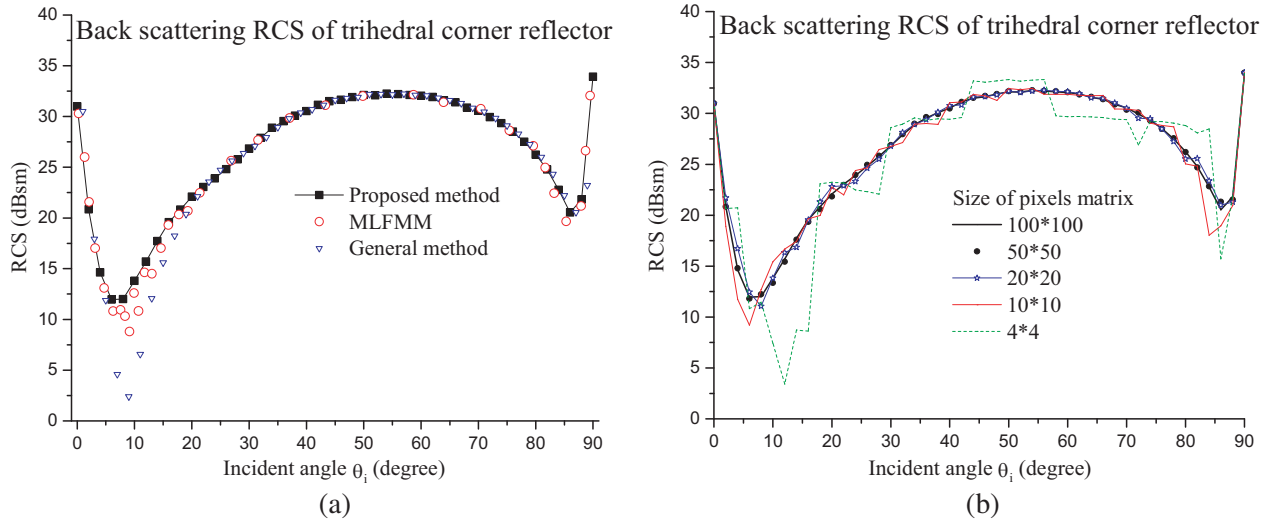 Back scattering RCS of trihedral corner reflector
RCS (dBsm)
40
35
30
25
20
15
10
5
0
Proposed method
MLFMM
General method
0 10 20 30 40 50 60 70 80 90
Incident angle θi (degree)
(a)
Back scattering RCS of trihedral corner reflector
RCS (dBsm)
40
35
30
25
20
15
10
5
0
Size of pixels matrix
100*100
50*50
20*20
10*10
4*4
0 10 20 30 40 50 60 70 80 90
Incident angle θi (degree)
(b)